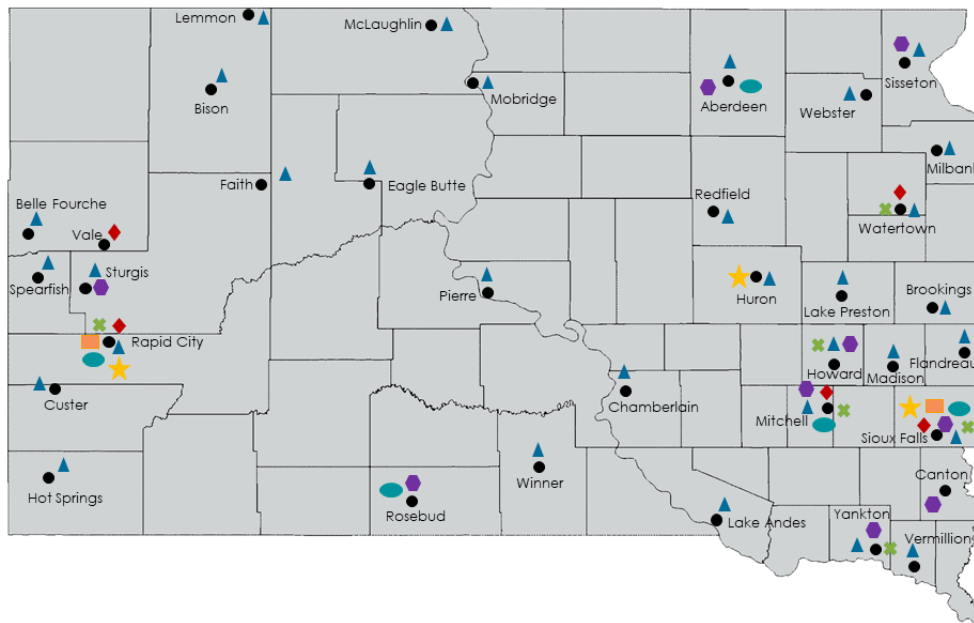 Lemmon
McLaughlin
Sisseton
Bison
Mobridge
Aberdeen
Webster
Milbank
Faith
Eagle Butte
Redfield
Belle Fourche
Vale
Watertown
Sturgis
Spearfish
Pierre
Huron
Lake Preston
Brookings
Rapid City
Howard
Madison
Flandreau
Custer
Chamberlain
Mitchell
Sioux Falls
Hot Springs
Winner
Canton
Rosebud
Lake Andes
Yankton
Vermillion